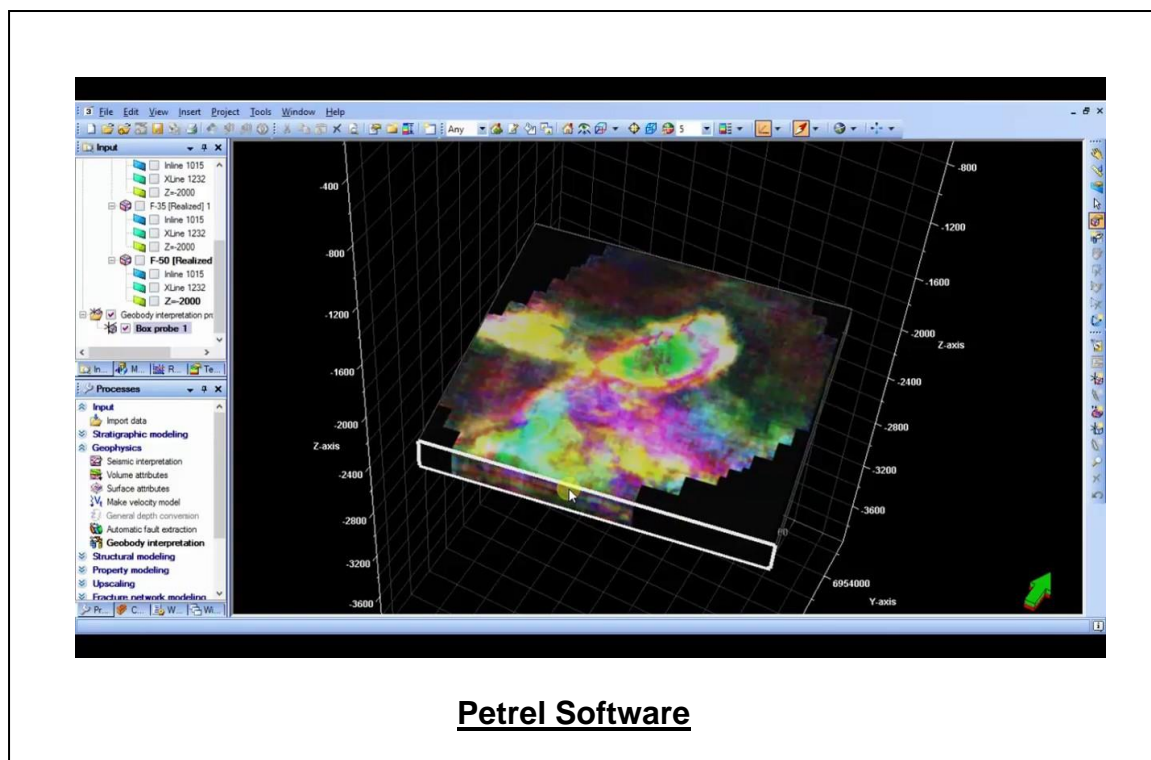 File Edit View Insert Project Tools Window Help
Any
5
Input
Inline 1015
XLine 1232
Z=-2000
F-35 [Realized] 1
Inline 1015
XLine 1232
Z=-2000
F-50 [Realized
Inline 1015
XLine 1232
Z=-2000
Geobody interpretation pr
Box probe 1
In... M... R... Te...
Processes
Input
Import data
Stratigraphic modeling
Geophysics
Seismic interpretation
Volume attributes
Surface attributes
Make velocity model
General depth conversion
Automatic fault extraction
Geobody interpretation
Structural modeling
Property modeling
Upscaling
Fracture network modeling
Pr... C... W... Wi...
-400
-800
-1200
-1600
-2000
Z-axis
-2400
-2800
-3200
-3600
-800
-1200
-1600
-2000
Z-axis
-2400
-2800
-3200
-3600
6954000
Y-axis
Petrel Software